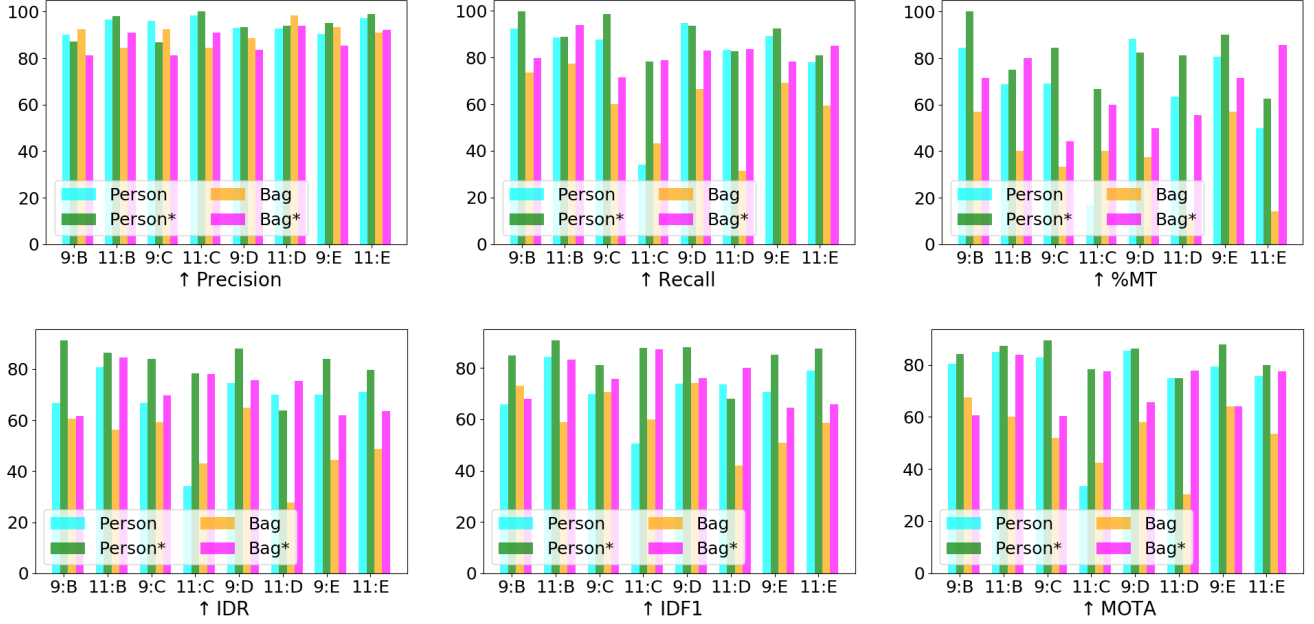 100
80
60
40
20
0
Person
Bag
Person*
Bag*
9:B 11:B 9:C 11:C 9:D 11:D 9:E 11:E
↑ Precision
100
80
60
40
20
0
Person
Bag
Person*
Bag*
9:B 11:B 9:C 11:C 9:D 11:D 9:E 11:E
↑ Recall
100
80
60
40
20
0
Person
Bag
Person*
Bag*
9:B 11:B 9:C 11:C 9:D 11:D 9:E 11:E
↑ %MT
80
60
40
20
0
Person
Bag
Person*
Bag*
9:B 11:B 9:C 11:C 9:D 11:D 9:E 11:E
↑ IDR
80
60
40
20
0
Person
Bag
Person*
Bag*
9:B 11:B 9:C 11:C 9:D 11:D 9:E 11:E
↑ IDF1
80
60
40
20
0
Person
Bag
Person*
Bag*
9:B 11:B 9:C 11:C 9:D 11:D 9:E 11:E
↑ MOTA